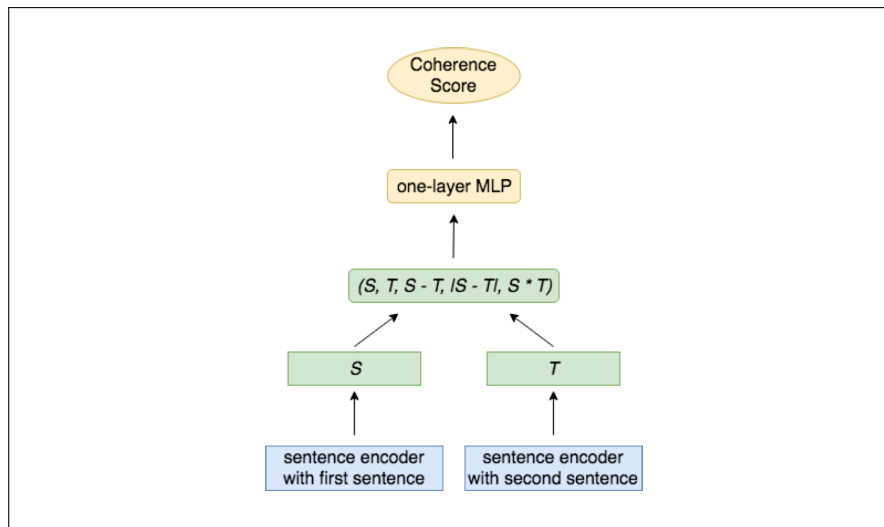 Coherence
Score
one-layer MLP
(S, T, S - T, |S - T|, S * T)
S
T
sentence encoder
with first sentence
sentence encoder
with second sentence